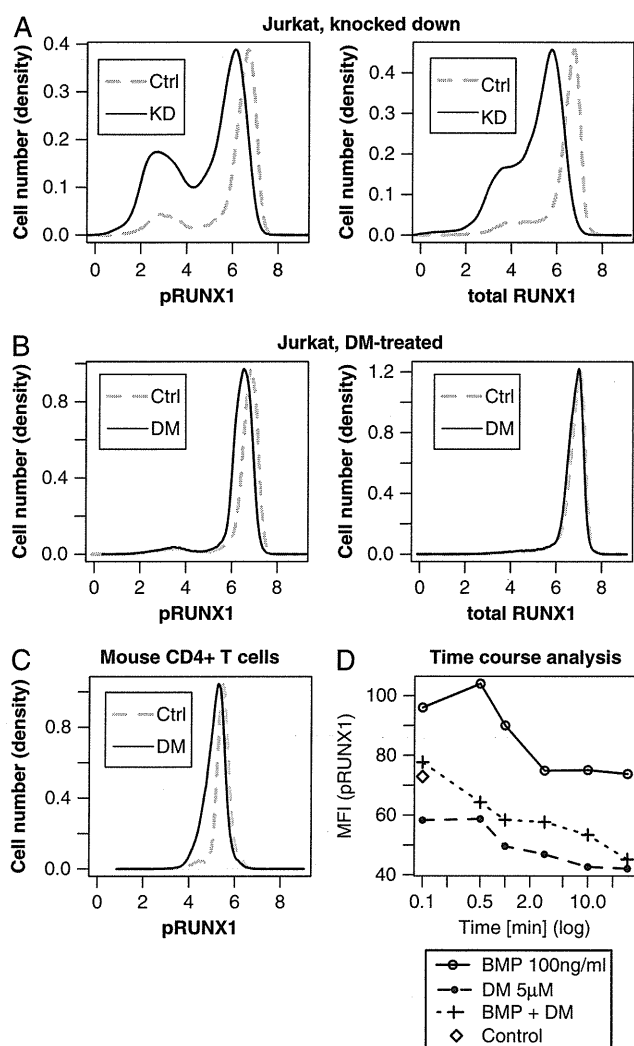 A
Jurkat, knocked down
Cell number (density)
0.4
0.3
0.2
0.1
0.0
Ctrl
KD
0 2 4 6 8
pRUNX1
Cell number (density)
0.4
0.3
0.2
0.1
0.0
Ctrl
KD
0 2 4 6 8
total RUNX1
B
Jurkat, DM-treated
Cell number (density)
0.8
0.4
0.0
Ctrl
DM
0 2 4 6 8
pRUNX1
Cell number (density)
1.2
0.8
0.4
0.0
Ctrl
DM
0 2 4 6 8
total RUNX1
C
Mouse CD4+ T cells
Cell number (density)
0.8
0.4
0.0
Ctrl
DM
0 2 4 6 8
pRUNX1
D
Time course analysis
MFI (pRUNX1)
100
80
60
40
0.1 0.5 2.0 10.0
Time [min] (log)
BMP 100ng/ml
DM 5µM
BMP + DM
Control